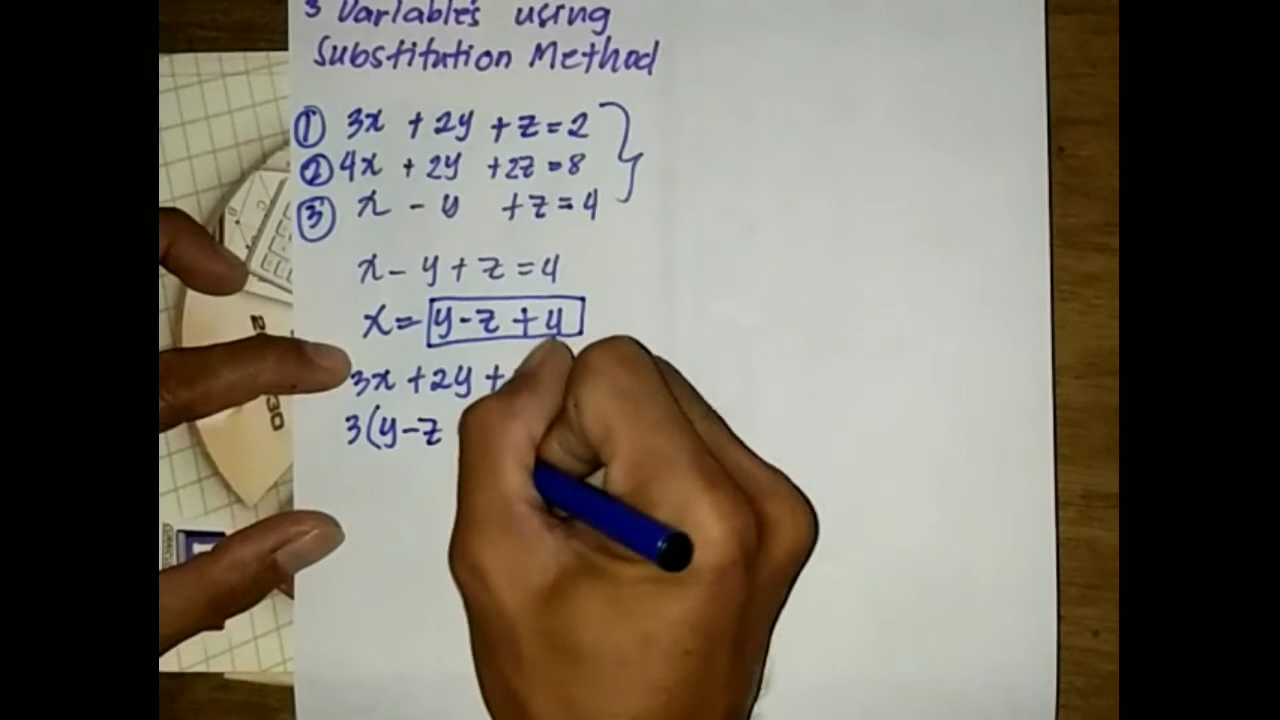 3 Variables using
Substitution Method
① 3x + 2y + z = 2
② 4x + 2y + 2z = 8
③ x - y + z = 4
x - y + z = 4
x = y - z + 4
3x + 2y +
3(y - z